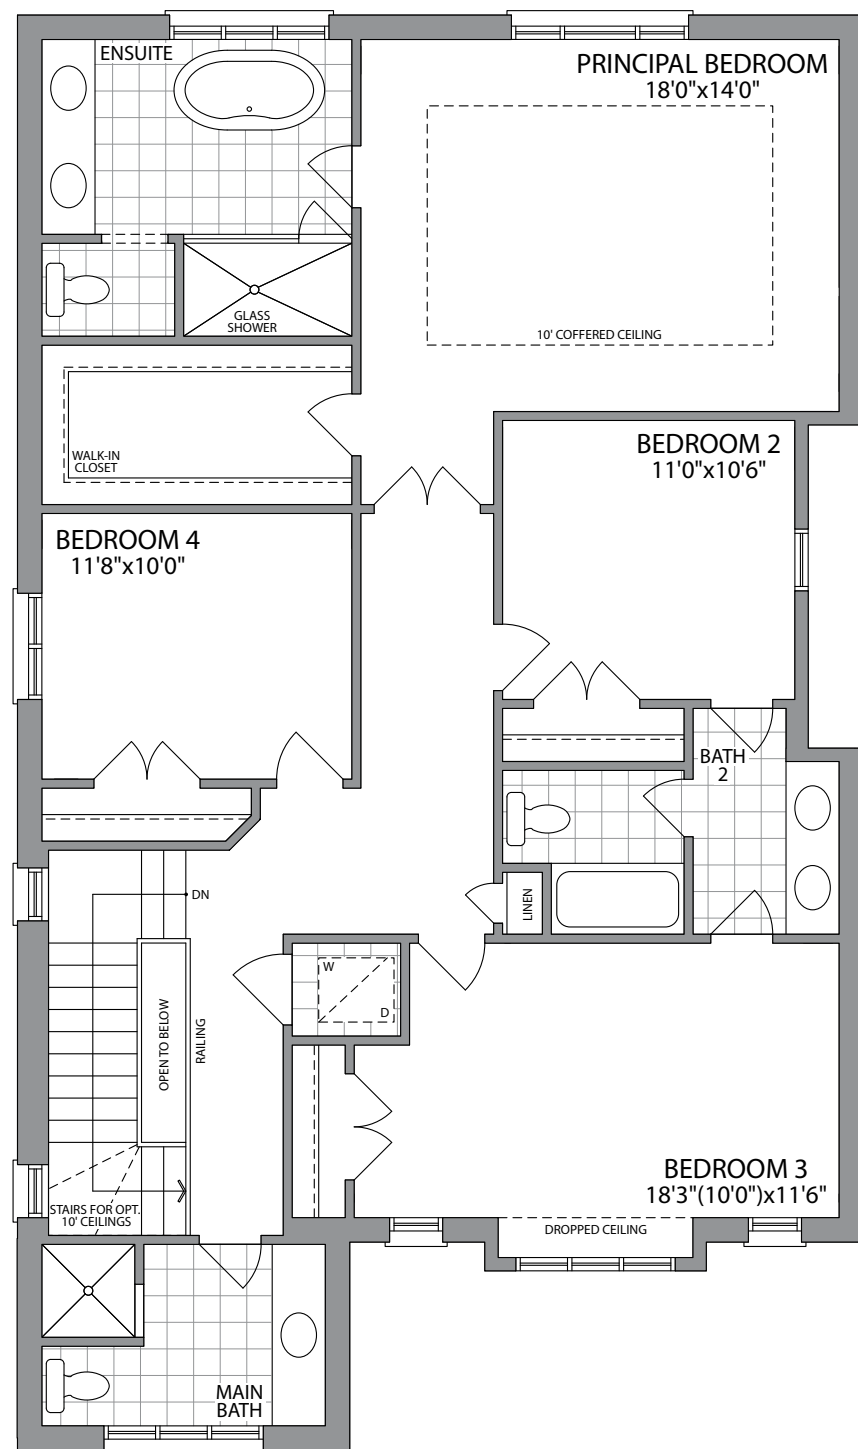 ENSUITE
PRINCIPAL BEDROOM
18'0"x14'0"
GLASS
SHOWER
10' COFFERED CEILING
WALK-IN
CLOSET
BEDROOM 2
11'0"x10'6"
BEDROOM 4
11'8"x10'0"
BATH
2
DN
LINEN
W
D
OPEN TO BELOW
RAILING
STAIRS FOR OPT.
10' CEILINGS
BEDROOM 3
18'3"(10'0")x11'6"
DROPPED CEILING
MAIN
BATH